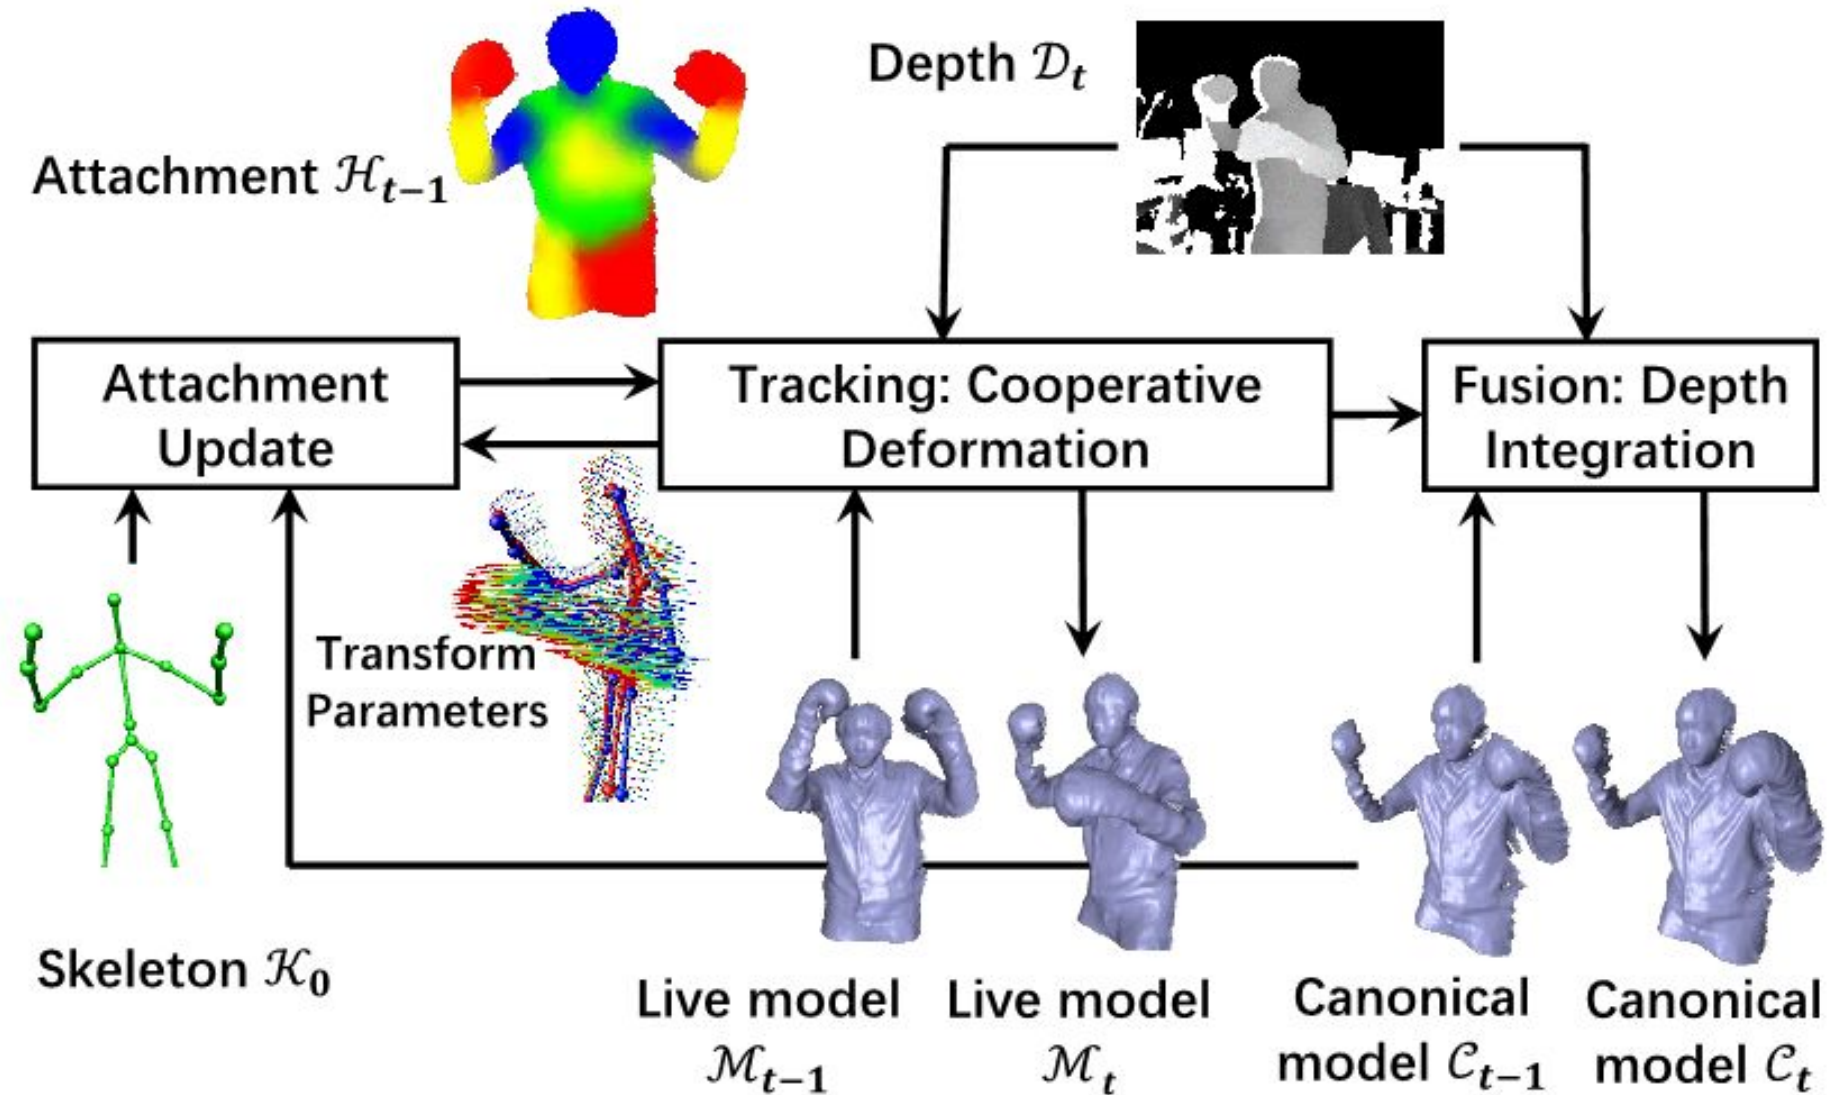 Depth 𝒟ₜ
Attachment ℋₜ₋₁
Attachment
Update
Tracking: Cooperative
Deformation
Fusion: Depth
Integration
Transform
Parameters
Skeleton 𝒦₀
Live model
ℳₜ₋₁
Live model
ℳₜ
Canonical
model 𝒞ₜ₋₁
Canonical
model 𝒞ₜ